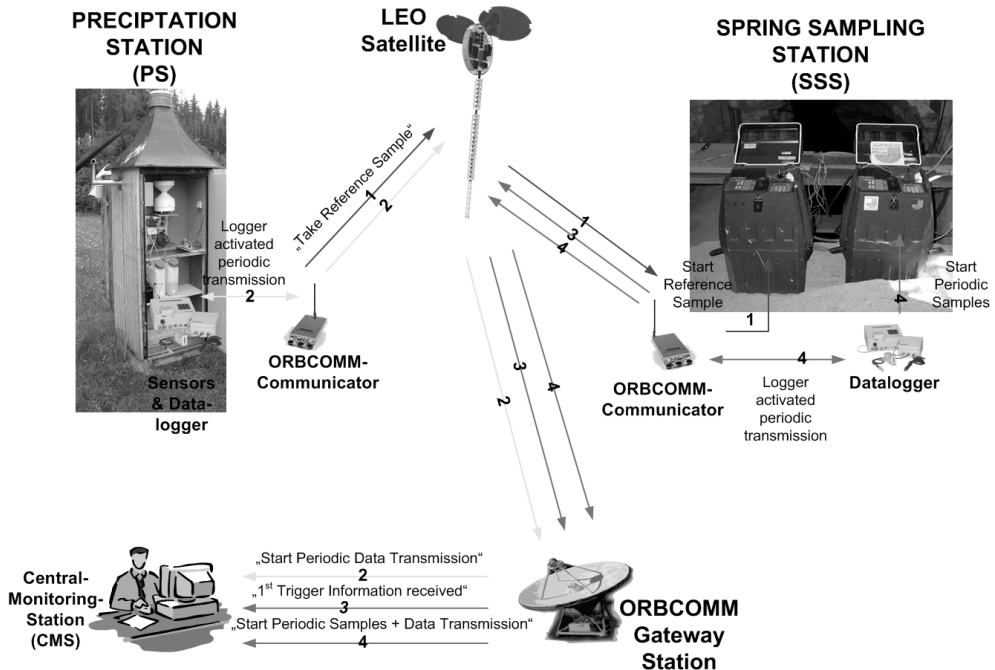 PRECIPTATION
STATION
(PS)
LEO
Satellite
SPRING SAMPLING
STATION
(SSS)
„Take Reference Sample“
1
2
Logger
activated
periodic
transmission
2
ORBCOMM-
Communicator
Sensors
& Data-
logger
1
3
4
Start
Reference
Sample
1
Start
Periodic
Samples
4
ORBCOMM-
Communicator
4
Datalogger
Logger
activated
periodic
transmission
2
3
4
Central-
Monitoring-
Station
(CMS)
„Start Periodic Data Transmission“
2
„1st Trigger Information received“
3
„Start Periodic Samples + Data Transmission“
4
ORBCOMM
Gateway
Station